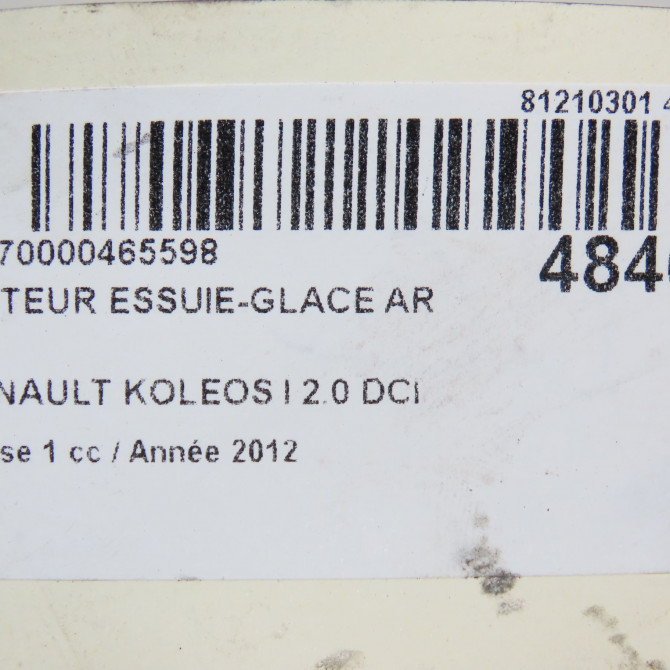 81210301 4
70000465598
484
TEUR ESSUIE-GLACE AR
NAULT KOLEOS I 2.0 DCI
se 1 cc / Année 2012